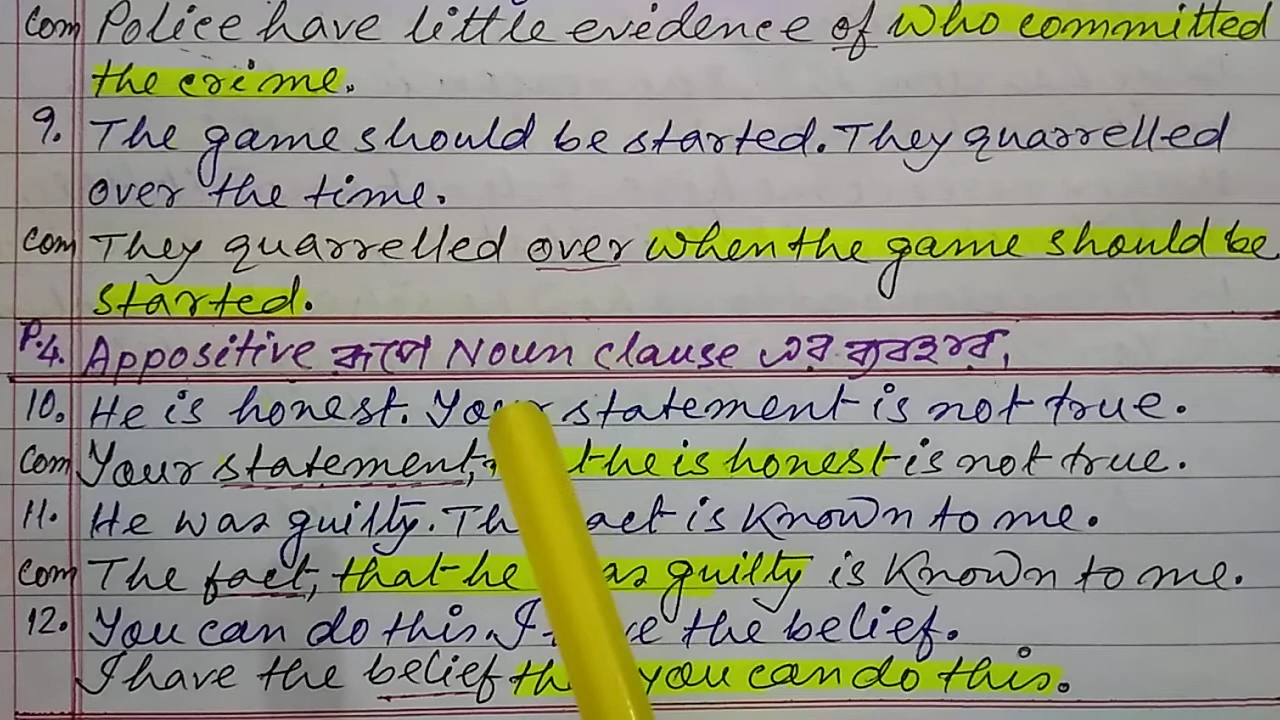 Com Police have little evidence of who committed
the crime.
9. The game should be started. They quarrelled
over the time.
Com They quarrelled over when the game should be
started.
P.4. Appositive রূপে Noun clause এর ব্যবহার,
10. He is honest. Your statement is not true.
Com Your statement, he is honest is not true.
11. He was guilty. is known to me.
Com The fact, that he guilty is known to me.
12. You can do this. I the belief.
I have the belief you can do this.